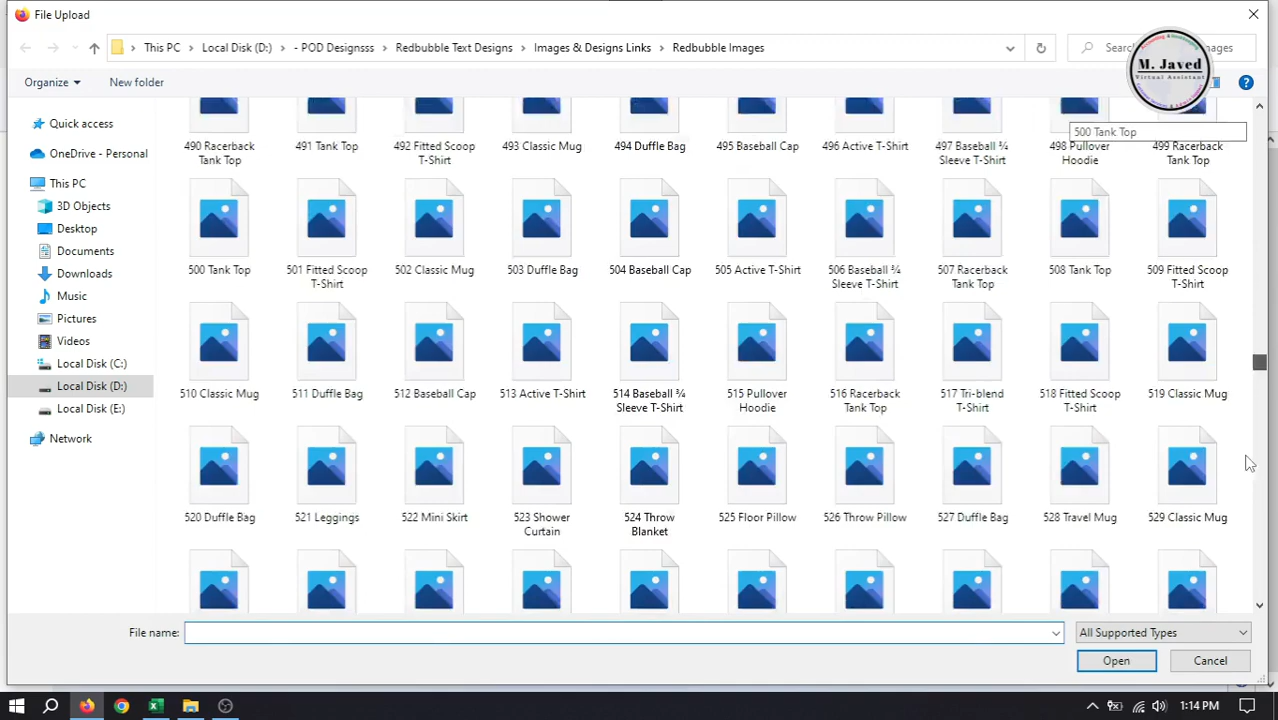 File Upload
This PC > Local Disk (D:) > - POD Designsss > Redbubble Text Designs > Images & Designs Links > Redbubble Images
M. Javed
Virtual Assistant
Organize
New folder
Quick access
OneDrive - Personal
This PC
3D Objects
Desktop
Documents
Downloads
Music
Pictures
Videos
Local Disk (C:)
Local Disk (D:)
Local Disk (E:)
Network
500 Tank Top
490 Racerback Tank Top
491 Tank Top
492 Fitted Scoop T-Shirt
493 Classic Mug
494 Duffle Bag
495 Baseball Cap
496 Active T-Shirt
497 Baseball ¾ Sleeve T-Shirt
498 Pullover Hoodie
499 Racerback Tank Top
500 Tank Top
501 Fitted Scoop T-Shirt
502 Classic Mug
503 Duffle Bag
504 Baseball Cap
505 Active T-Shirt
506 Baseball ¾ Sleeve T-Shirt
507 Racerback Tank Top
508 Tank Top
509 Fitted Scoop T-Shirt
510 Classic Mug
511 Duffle Bag
512 Baseball Cap
513 Active T-Shirt
514 Baseball ¾ Sleeve T-Shirt
515 Pullover Hoodie
516 Racerback Tank Top
517 Tri-blend T-Shirt
518 Fitted Scoop T-Shirt
519 Classic Mug
520 Duffle Bag
521 Leggings
522 Mini Skirt
523 Shower Curtain
524 Throw Blanket
525 Floor Pillow
526 Throw Pillow
527 Duffle Bag
528 Travel Mug
529 Classic Mug
File name:
All Supported Types
Open
Cancel
1:14 PM